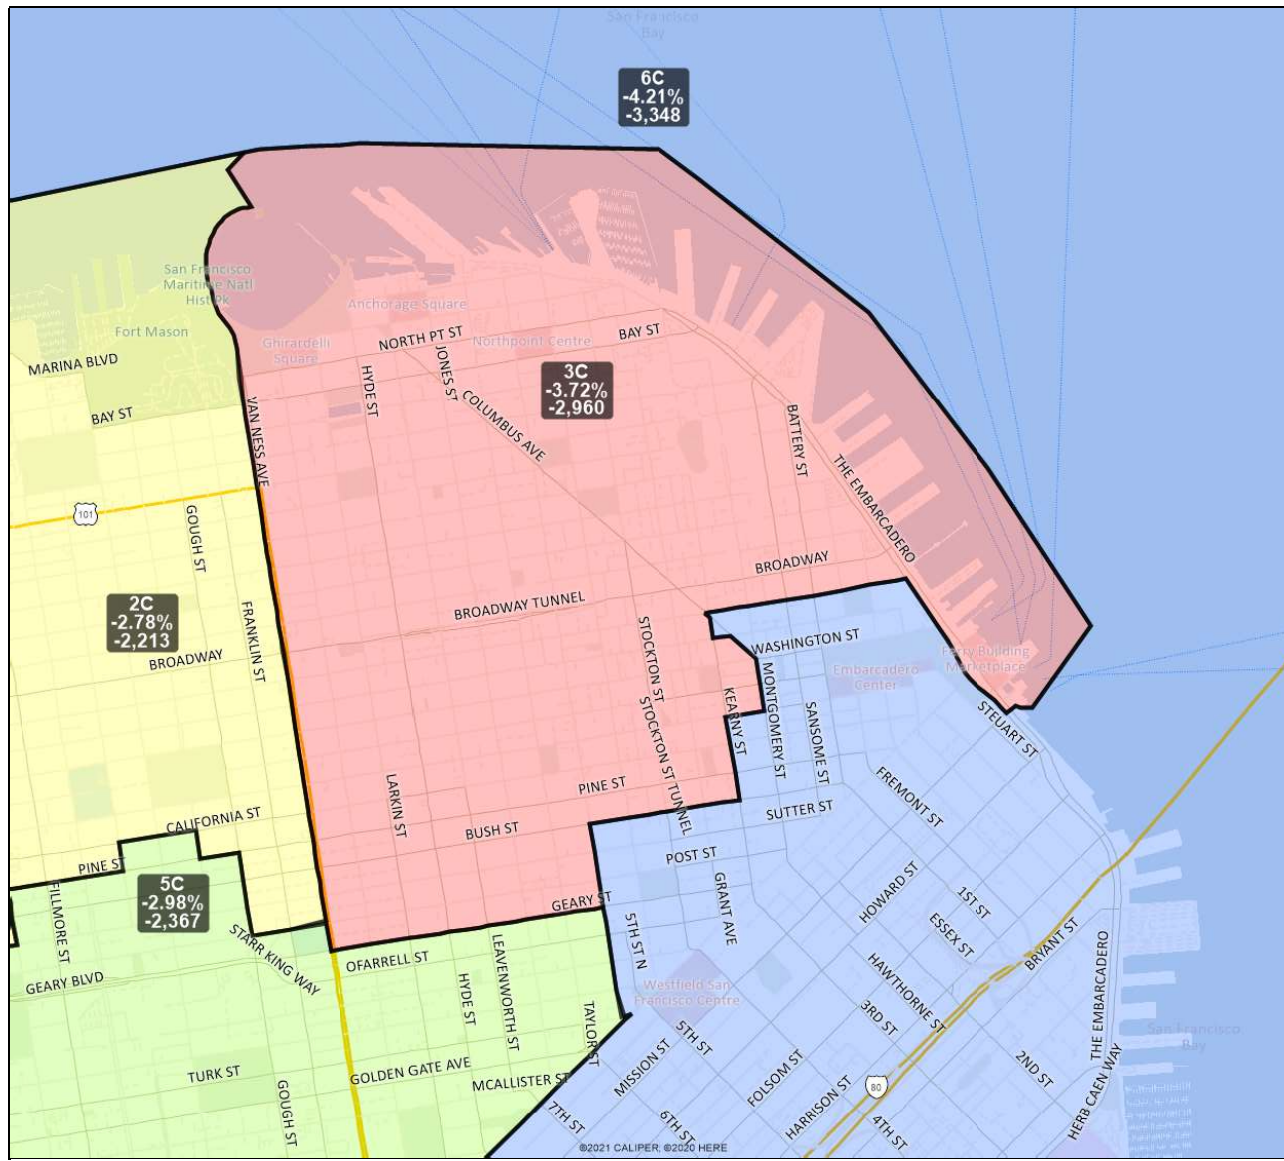 San Francisco
Bay
6C
-4.21%
-3,348
San Francisco
Maritime Natl
Hist Pk
Anchorage Square
Fort Mason
Ghirardelli
Square
NORTH PT ST
Northpoint Centre
BAY ST
MARINA BLVD
JONES ST
HYDE ST
3C
-3.72%
-2,960
BAY ST
VAN NESS AVE
COLUMBUS AVE
BATTERY ST
THE EMBARCADERO
101
GOUGH ST
BROADWAY
BROADWAY TUNNEL
2C
-2.78%
-2,213
FRANKLIN ST
STOCKTON ST
WASHINGTON ST
BROADWAY
Ferry Building
Marketplace
Embarcadero
Center
MONTGOMERY ST
KEARNY ST
SANSOME ST
STOCKTON ST TUNNEL
STEUART ST
LARKIN ST
PINE ST
FREMONT ST
CALIFORNIA ST
BUSH ST
SUTTER ST
PINE ST
POST ST
5C
-2.98%
-2,367
FILLMORE ST
GEARY ST
GRANT AVE
HOWARD ST
1ST ST
ESSEX ST
BRYANT ST
STARR KING WAY
5TH ST N
OFARRELL ST
LEAVENWORTH ST
HYDE ST
GEARY BLVD
Westfield San
Francisco Centre
HAWTHORNE ST
THE EMBARCADERO
TAYLOR ST
3RD ST
5TH ST
San Francisco
Bay
MISSION ST
2ND ST
TURK ST
GOLDEN GATE AVE
MCALLISTER ST
FOLSOM ST
80
HARRISON ST
HERB CAEN WAY
GOUGH ST
7TH ST
6TH ST
4TH ST
©2021 CALIPER; ©2020 HERE